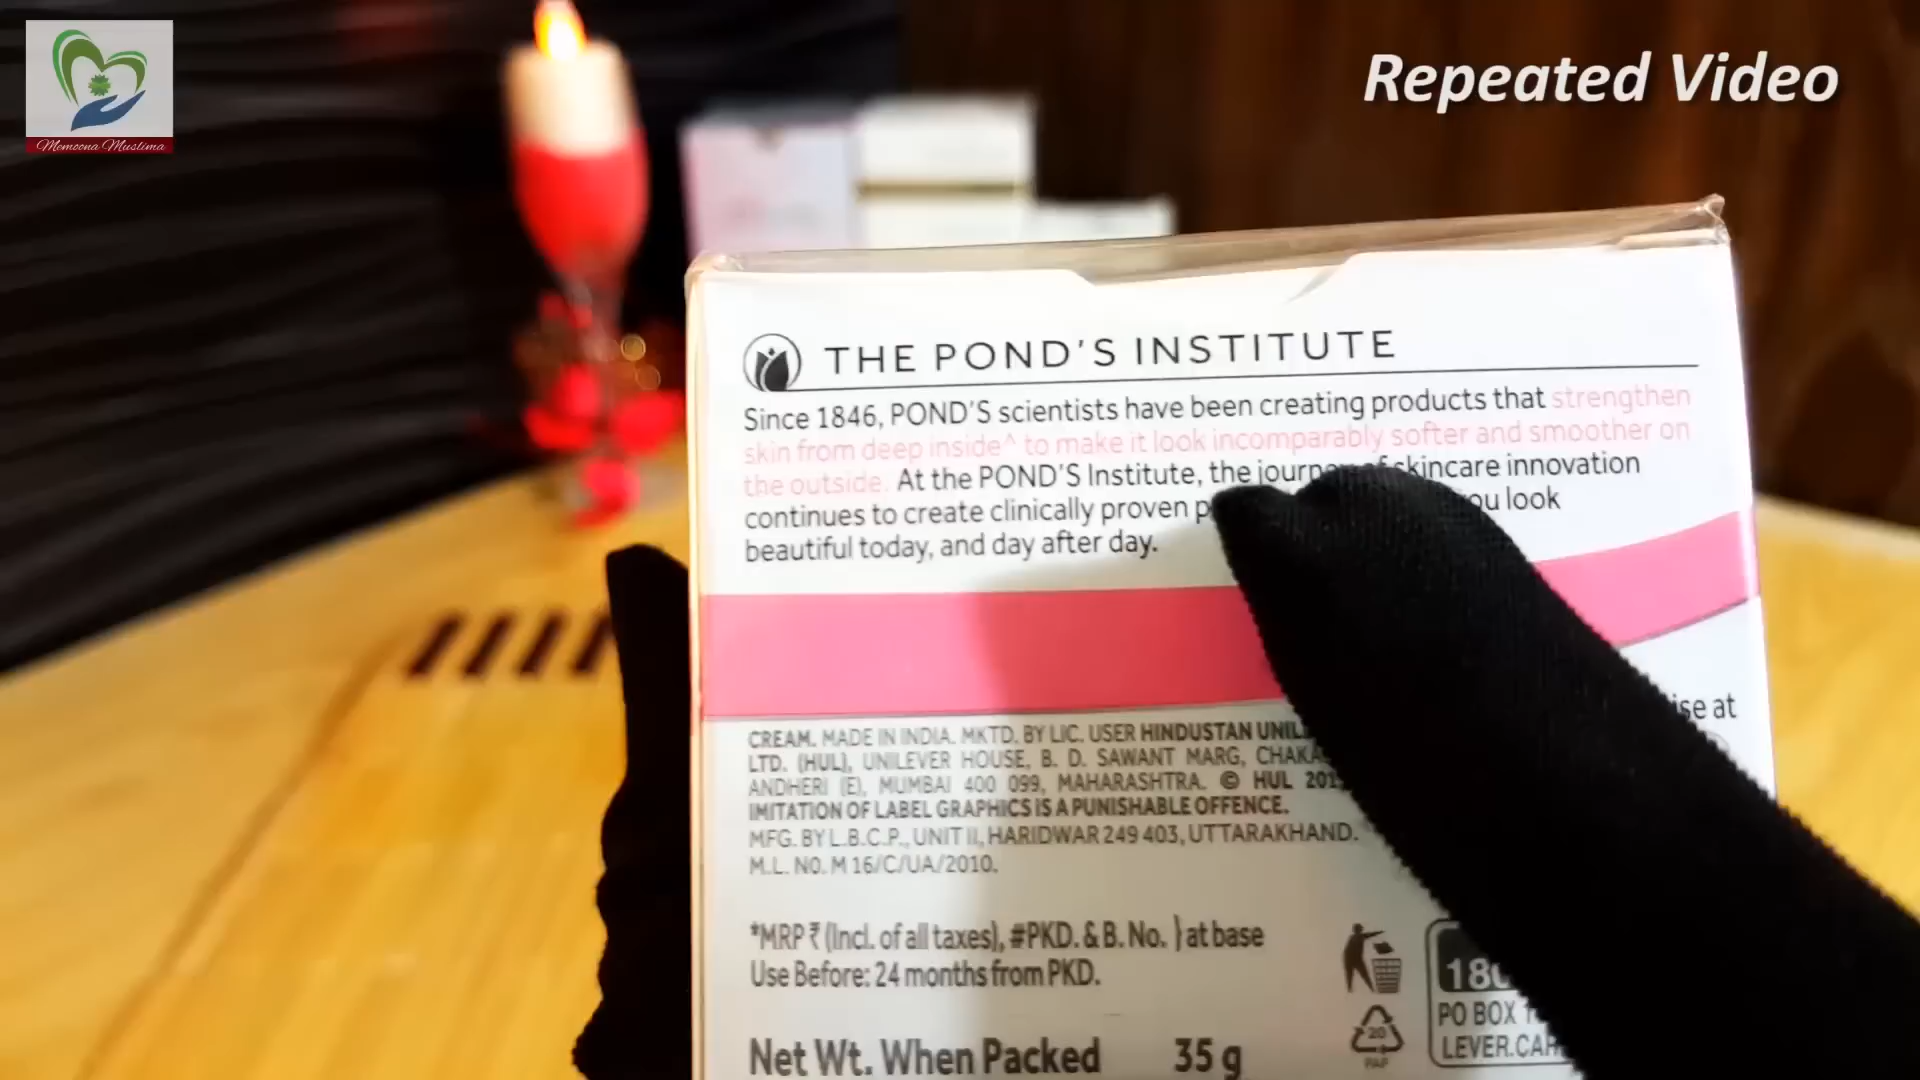 Memoona Muslima
Repeated Video
THE POND'S INSTITUTE
Since 1846, POND'S scientists have been creating products that strengthen
skin from deep inside^ to make it look incomparably softer and smoother on
the outside. At the POND'S Institute, the journey of skincare innovation
continues to create clinically proven look
beautiful today, and day after day.
at
CREAM. MADE IN INDIA. MKTD. BY LIC. USER HINDUSTAN
LTD. (HUL), UNILEVER HOUSE, B. D. SAWANT MARG,
ANDHERI (E), MUMBAI 400 099, MAHARASHTRA. © HUL
IMITATION OF LABEL GRAPHICS IS A PUNISHABLE OFFENCE.
MFG. BY L.B.C.P., UNIT II, HARIDWAR 249 403, UTTARAKHAND.
M.L. NO. M 16/C/UA/2010.
*MRP ₹ (Incl. of all taxes), #PKD. & B. No. } at base
Use Before: 24 months from PKD.
Net Wt. When Packed 35 g
PO BOX
20
PAP